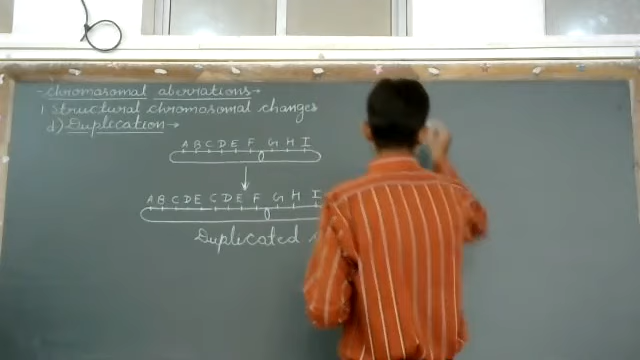 - Chromosomal aberrations →
1. Structural chromosomal changes
d) Duplication →
A B C D E F G H I
A B C D E C D E F G H I
Duplicated